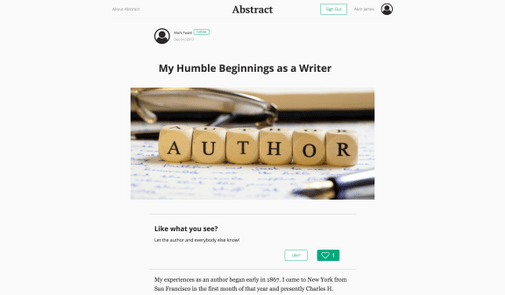 About Abstract
Abstract
Sign Out
Mark Twain
Follow
Dec 01, 2017
My Humble Beginnings as a Writer
AUTHOR
Like what you see?
Let the author and everybody else know!
Like?
1
My experiences as an author began early in 1867. I came to New York from
San Francisco in the first month of that year and presently Charles H.